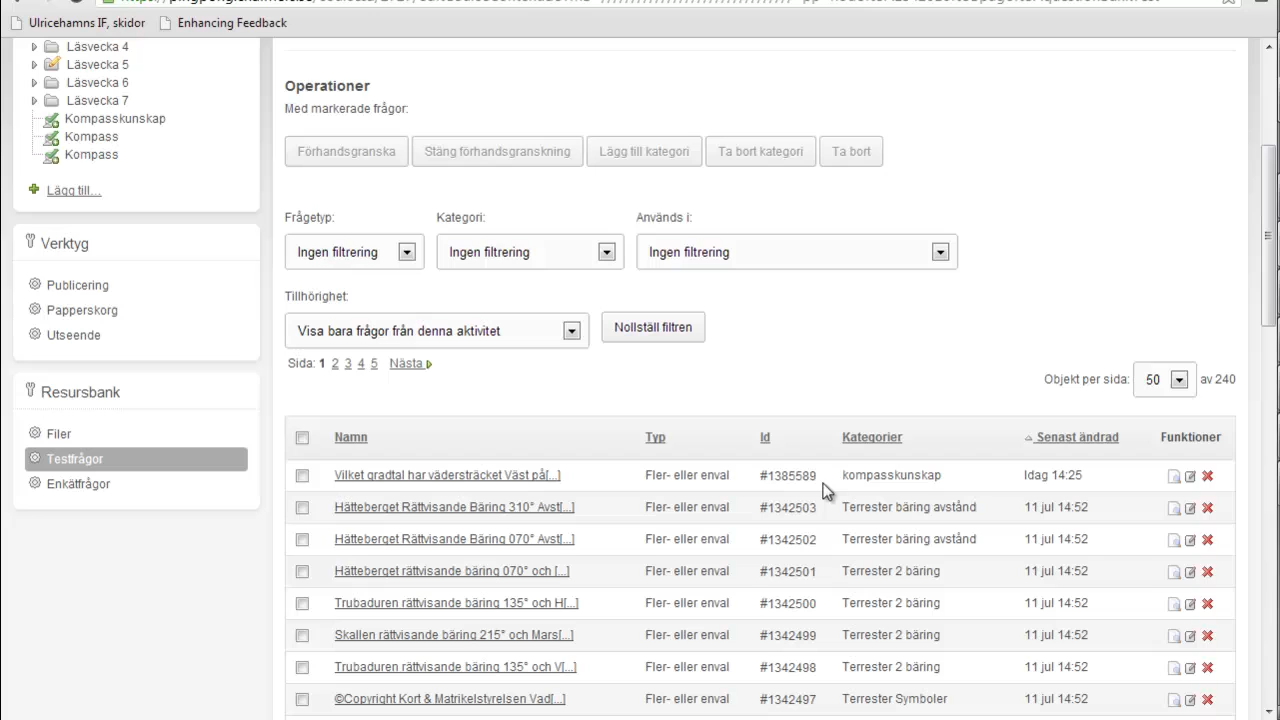 Ulricehamns IF, skidor Enhancing Feedback
Läsvecka 4
Läsvecka 5
Läsvecka 6
Läsvecka 7
Kompasskunskap
Kompass
Kompass
Lägg till...
Verktyg
Publicering
Papperskorg
Utseende
Resursbank
Filer
Testfrågor
Enkätfrågor
Operationer
Med markerade frågor:
Förhandsgranska Stäng förhandsgranskning Lägg till kategori Ta bort kategori Ta bort
Frågetyp: Kategori: Används i:
Ingen filtrering Ingen filtrering Ingen filtrering
Tillhörighet:
Visa bara frågor från denna aktivitet Nollställ filtren
Sida: 1 2 3 4 5 Nästa
Objekt per sida: 50 av 240
Namn Typ Id Kategorier Senast ändrad Funktioner
Vilket gradtal har vädersträcket Väst på[...] Fler- eller enval #1385589 kompasskunskap Idag 14:25
Hätteberget Rättvisande Bäring 310° Avst[...] Fler- eller enval #1342503 Terrester bäring avstånd 11 jul 14:52
Hätteberget Rättvisande Bäring 070° Avst[...] Fler- eller enval #1342502 Terrester bäring avstånd 11 jul 14:52
Hätteberget rättvisande bäring 070° och [...] Fler- eller enval #1342501 Terrester 2 bäring 11 jul 14:52
Trubaduren rättvisande bäring 135° och H[...] Fler- eller enval #1342500 Terrester 2 bäring 11 jul 14:52
Skallen rättvisande bäring 215° och Mars[...] Fler- eller enval #1342499 Terrester 2 bäring 11 jul 14:52
Trubaduren rättvisande bäring 135° och V[...] Fler- eller enval #1342498 Terrester 2 bäring 11 jul 14:52
©Copyright Kort & Matrikelstyrelsen Vad[...] Fler- eller enval #1342497 Terrester Symboler 11 jul 14:52